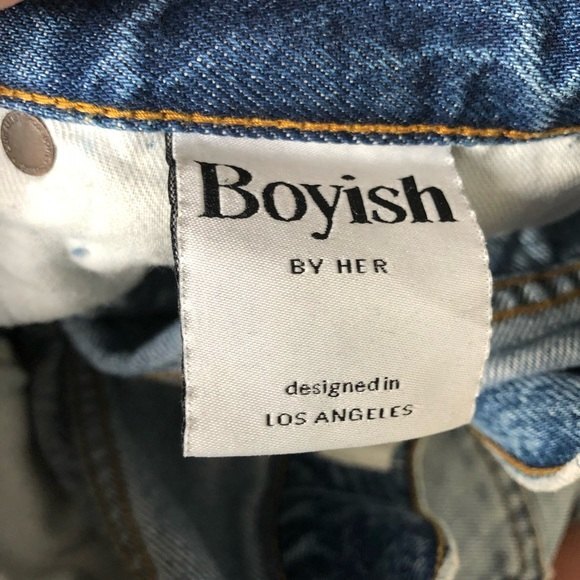 Boyish
BY HER
designed in
LOS ANGELES